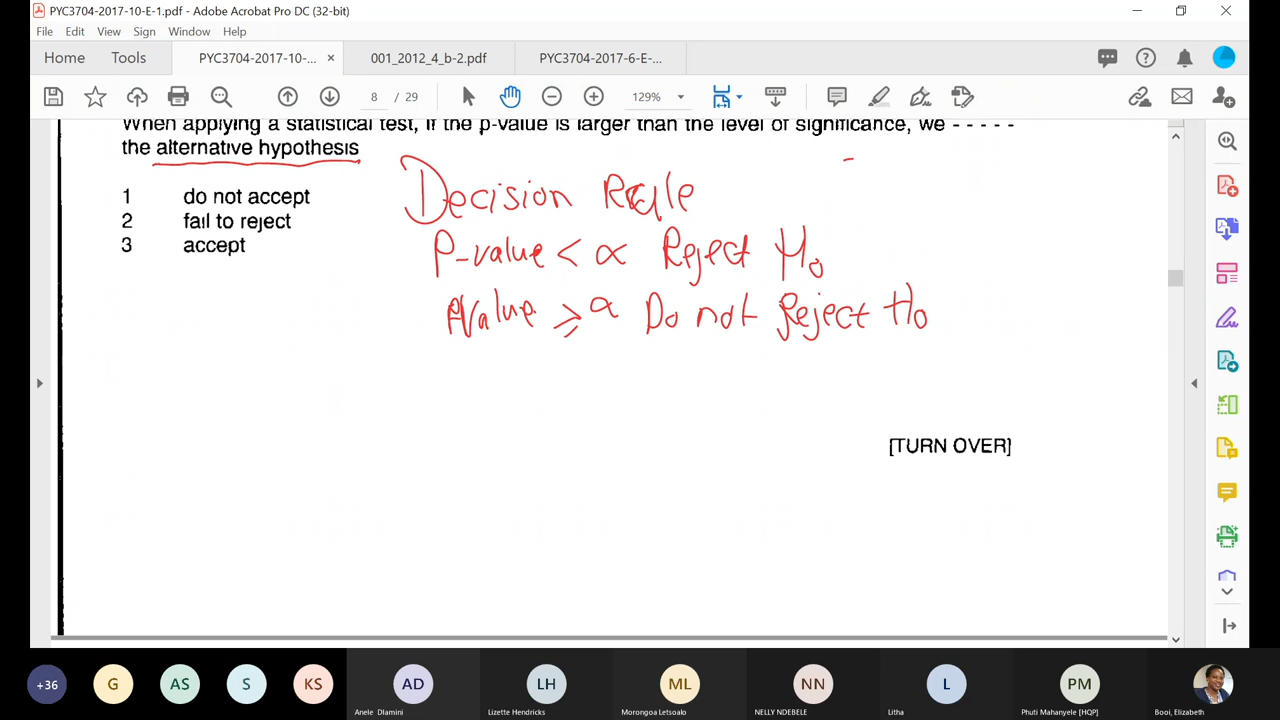 PYC3704-2017-10-E-1.pdf - Adobe Acrobat Pro DC (32-bit)
File Edit View Sign Window Help
Home Tools PYC3704-2017-10-... × 001_2012_4_b-2.pdf PYC3704-2017-6-E-...
8 / 29 129%
When applying a statistical test, if the p-value is larger than the level of significance, we - - - - -
the alternative hypothesis
1 do not accept
2 fail to reject
3 accept
Decision Rule
P-value < α Reject H0
PValue ≥ α Do not Reject H0
[TURN OVER]
+36 G AS S KS AD LH ML NN L PM
Anele Dlamini Lizette Hendricks Morongoa Letsoalo NELLY NDEBELE Litha Phuti Mahanyele [HQP] Booi, Elizabeth